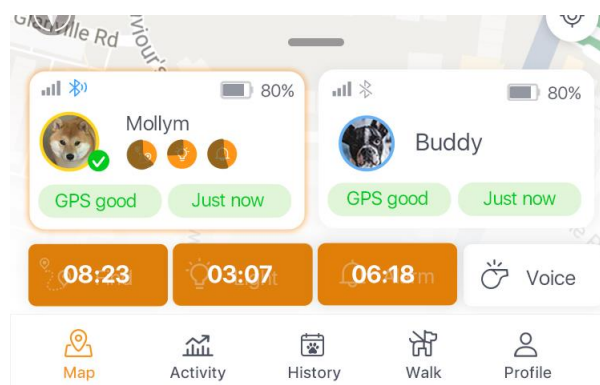 Granville Rd
80%
80%
Mollym
Buddy
GPS good
Just now
GPS good
Just now
08:23
03:07
06:18
Voice
Map
Activity
History
Walk
Profile